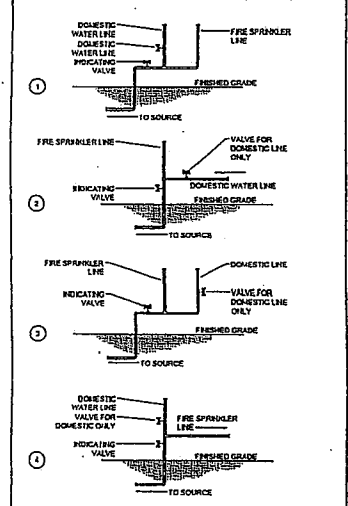 DOMESTIC
WATER LINE
DOMESTIC
WATER LINE
INDICATING
VALVE
FIRE SPRINKLER
LINE
1
FINISHED GRADE
TO SOURCE
FIRE SPRINKLER LINE
VALVE FOR
DOMESTIC LINE
ONLY
INDICATING
VALVE
DOMESTIC WATER LINE
2
FINISHED GRADE
TO SOURCE
FIRE SPRINKLER
LINE
DOMESTIC LINE
INDICATING
VALVE
VALVE FOR
DOMESTIC LINE
ONLY
3
FINISHED GRADE
TO SOURCE
DOMESTIC
WATER LINE
VALVE FOR
DOMESTIC ONLY
FIRE SPRINKLER
LINE
INDICATING
VALVE
4
FINISHED GRADE
TO SOURCE